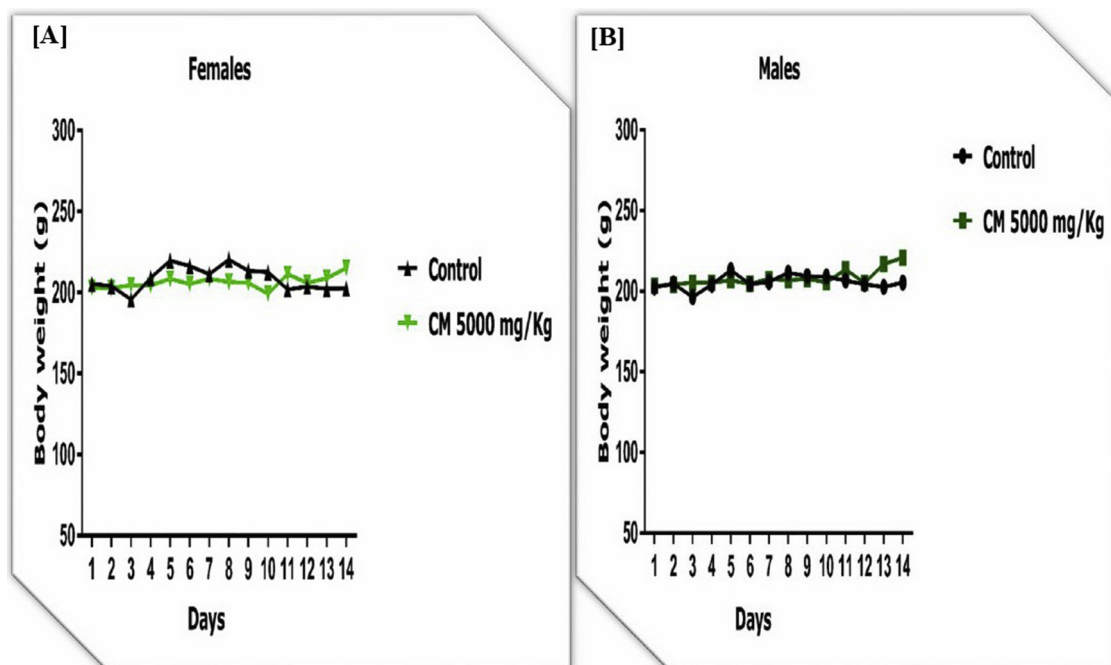 [A]
Females
300
250
200
150
100
50
Body weight (g)
1 2 3 4 5 6 7 8 9 10 11 12 13 14
Days
Control
CM 5000 mg/Kg
[B]
Males
300
250
200
150
100
50
Body weight (g)
1 2 3 4 5 6 7 8 9 10 11 12 13 14
Days
Control
CM 5000 mg/Kg